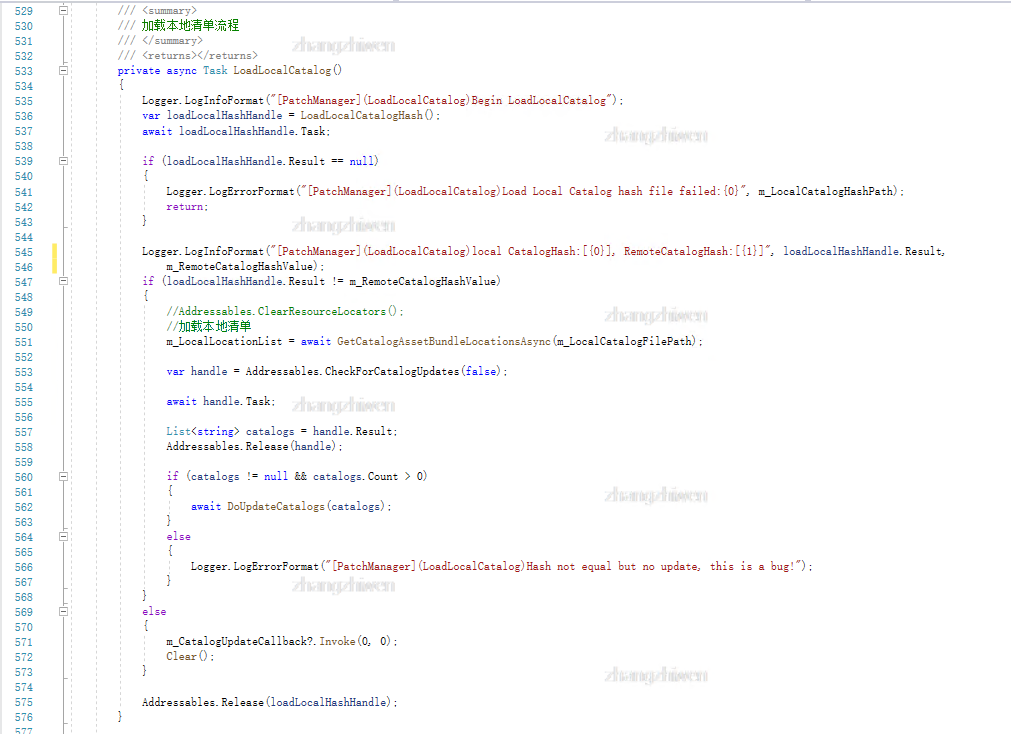 529 /// <summary>
530 /// 加载本地清单流程
531 /// </summary>
zhangzhiwen
532 /// <returns></returns>
533 private async Task LoadLocalCatalog()
534 {
535 Logger.LogInfoFormat("[PatchManager](LoadLocalCatalog)Begin LoadLocalCatalog");
536 var loadLocalHashHandle = LoadLocalCatalogHash();
537 await loadLocalHashHandle.Task;
zhangzhiwen
538
539 if (loadLocalHashHandle.Result == null)
540 {
541 Logger.LogErrorFormat("[PatchManager](LoadLocalCatalog)Load Local Catalog hash file failed:{0}", m_LocalCatalogHashPath);
542 return;
543 }
zhangzhiwen
544
545 Logger.LogInfoFormat("[PatchManager](LoadLocalCatalog)local CatalogHash:[{0}], RemoteCatalogHash:[{1}]", loadLocalHashHandle.Result,
546 m_RemoteCatalogHashValue);
547 if (loadLocalHashHandle.Result != m_RemoteCatalogHashValue)
548 {
549 //Addressables.ClearResourceLocators();
zhangzhiwen
550 //加载本地清单
551 m_LocalLocationList = await GetCatalogAssetBundleLocationsAsync(m_LocalCatalogFilePath);
552
553 var handle = Addressables.CheckForCatalogUpdates(false);
554
555 await handle.Task;
zhangzhiwen
556
557 List<string> catalogs = handle.Result;
558 Addressables.Release(handle);
559
560 if (catalogs != null && catalogs.Count > 0)
561 {
zhangzhiwen
562 await DoUpdateCatalogs(catalogs);
563 }
564 else
565 {
566 Logger.LogErrorFormat("[PatchManager](LoadLocalCatalog)Hash not equal but no update, this is a bug!");
567 }
zhangzhiwen
568 }
569 else
570 {
571 m_CatalogUpdateCallback?.Invoke(0, 0);
572 Clear();
573 }
zhangzhiwen
574
575 Addressables.Release(loadLocalHashHandle);
576 }
577